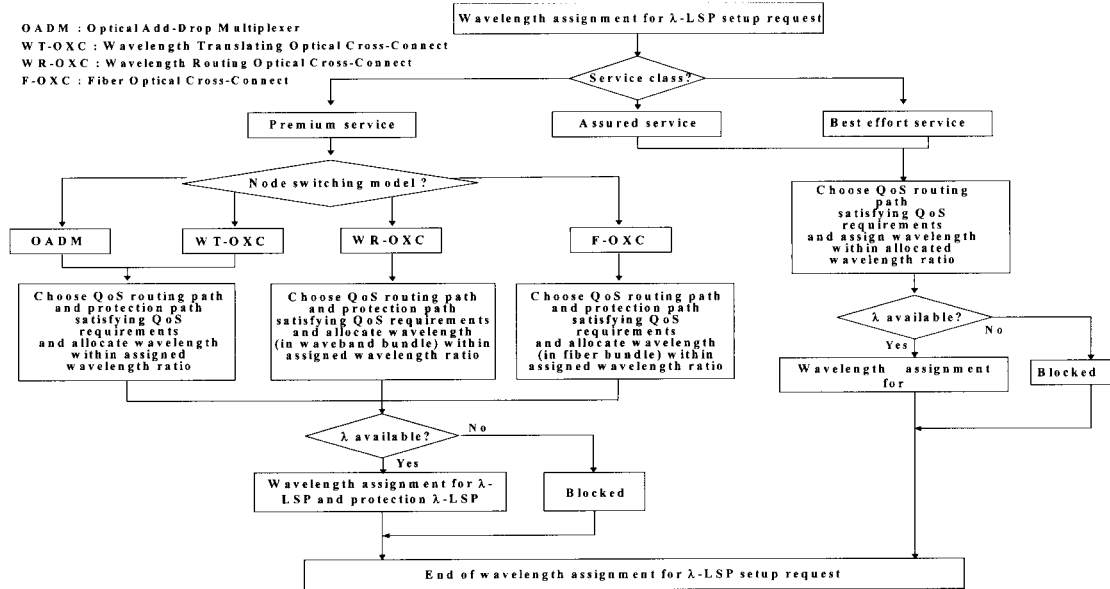 Wavelength assignment for λ-LSP setup request
OADM : Optical Add-Drop Multiplexer
WT-OXC : Wavelength Translating Optical Cross-Connect
WR-OXC : Wavelength Routing Optical Cross-Connect
F-OXC : Fiber Optical Cross-Connect
Service class?
Premium service
Assured service
Best effort service
Node switching model ?
OADM
WT-OXC
WR-OXC
F-OXC
Choose QoS routing path
and protection path
satisfying QoS
requirements
and allocate wavelength
within assigned
wavelength ratio
Choose QoS routing path
and protection path
satisfying QoS requirements
and allocate wavelength
(in waveband bundle) within
assigned wavelength ratio
Choose QoS routing path
and protection path
satisfying QoS
requirements
and allocate wavelength
(in fiber bundle) within
assigned wavelength ratio
Choose QoS routing
path
satisfying QoS
requirements
and assign wavelength
within allocated
wavelength ratio
λ available?
No
Yes
Wavelength assignment
for
Blocked
λ available?
No
Yes
Wavelength assignment for λ-
LSP and protection λ-LSP
Blocked
End of wavelength assignment for λ-LSP setup request